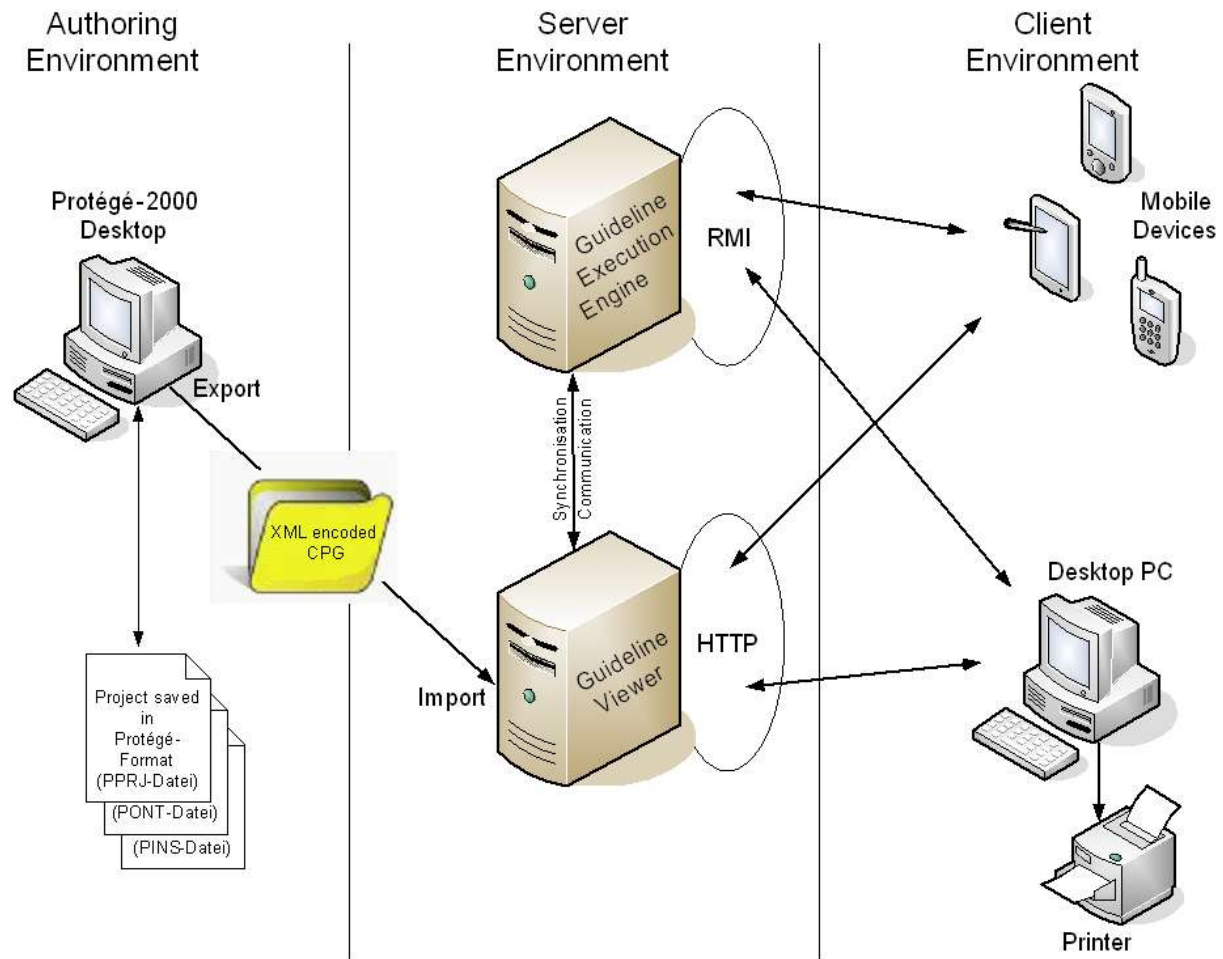 Authoring
Environment
Server
Environment
Client
Environment
Protégé-2000
Desktop
Export
XML encoded
CPG
Project saved
in
Protégé-
Format
(PPRJ-Datei)
(PONT-Datei)
(PINS-Datei)
Guideline
Execution
Engine
RMI
Synchronisation
Communication
Import
Guideline
Viewer
HTTP
Mobile
Devices
Desktop PC
Printer